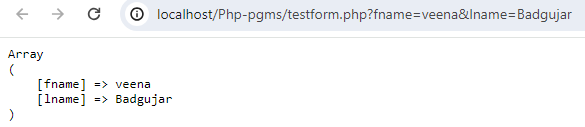 localhost/Php-pgms/testform.php?fname=veena&lname=Badgujar
Array
(
    [fname] => veena
    [lname] => Badgujar
)